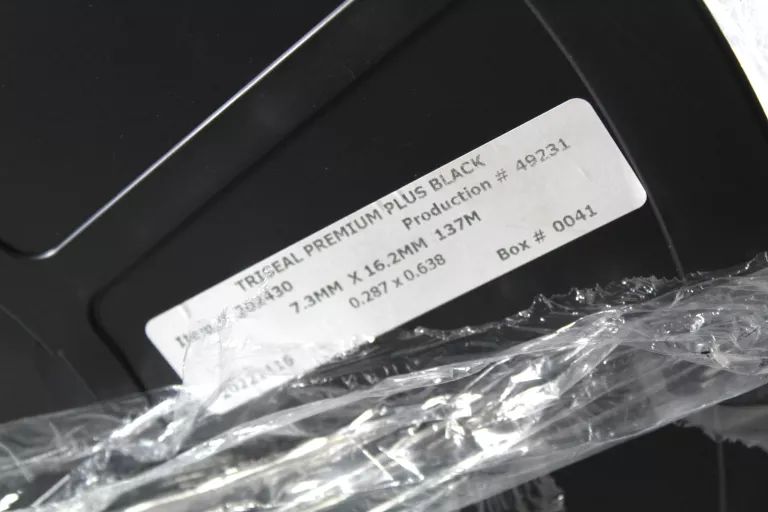 TRISEAL PREMIUM PLUS BLACK
Production # 49231
7.3MM X 16.2MM 137M
0.287 x 0.638
Box # 0041